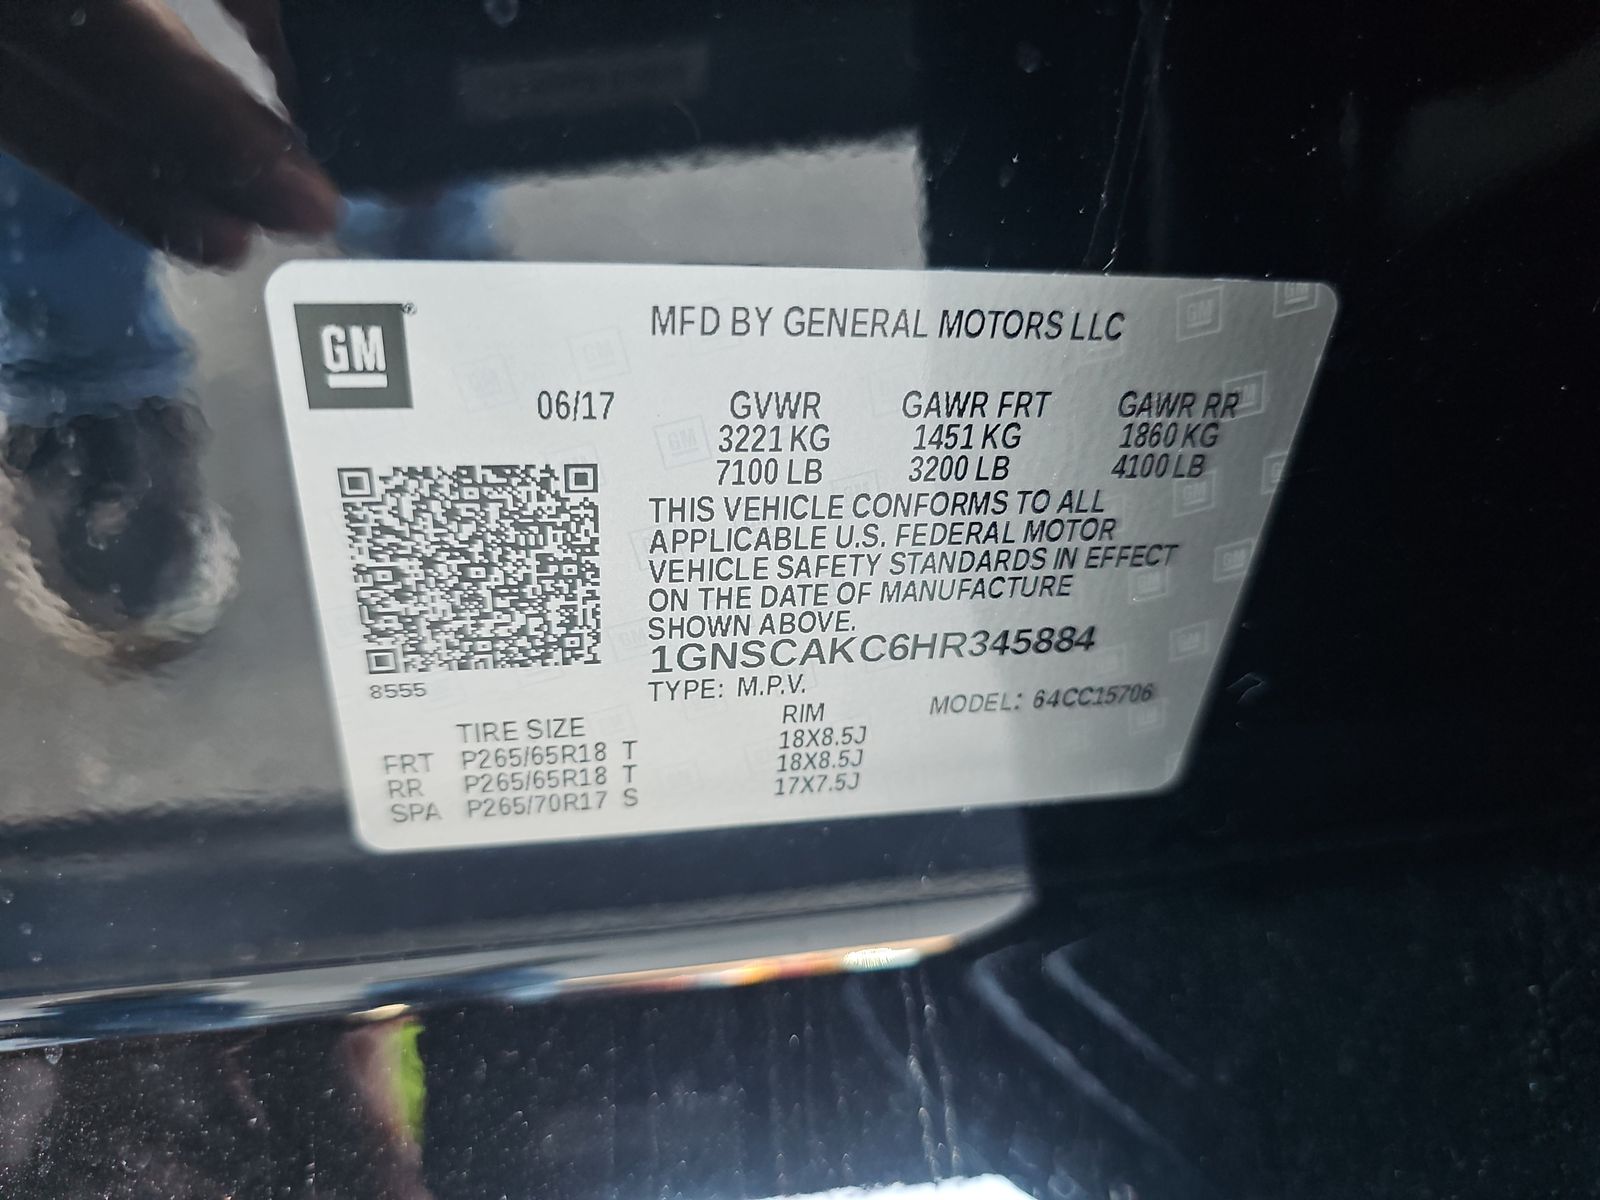 GM
MFD BY GENERAL MOTORS LLC
06/17 GVWR GAWR FRT GAWR RR
3221 KG 1451 KG 1860 KG
7100 LB 3200 LB 4100 LB
THIS VEHICLE CONFORMS TO ALL
APPLICABLE U.S. FEDERAL MOTOR
VEHICLE SAFETY STANDARDS IN EFFECT
ON THE DATE OF MANUFACTURE
SHOWN ABOVE.
1GNSCAKC6HR345884
8555
TYPE: M.P.V.
MODEL: 64CC15706
TIRE SIZE RIM
FRT P265/65R18 T 18X8.5J
RR P265/65R18 T 18X8.5J
SPA P265/70R17 S 17X7.5J